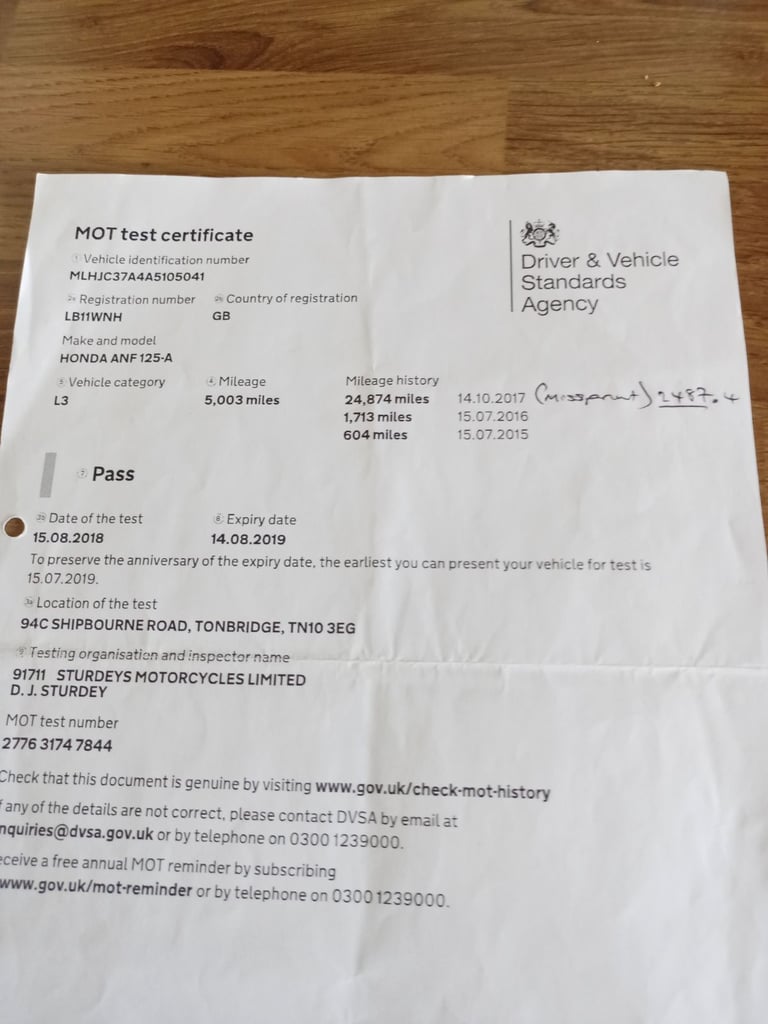 MOT test certificate
Vehicle identification number
MLHJC37A4A5105041
Registration number Country of registration
LB11WNH GB
Make and model
HONDA ANF 125-A
Vehicle category Mileage Mileage history
L3 5,003 miles 24,874 miles 14.10.2017 (Missprint) 2487.4
1,713 miles 15.07.2016
604 miles 15.07.2015
Driver & Vehicle
Standards
Agency
Pass
Date of the test Expiry date
15.08.2018 14.08.2019
To preserve the anniversary of the expiry date, the earliest you can present your vehicle for test is
15.07.2019.
Location of the test
94C SHIPBOURNE ROAD, TONBRIDGE, TN10 3EG
Testing organisation and inspector name
91711 STURDEYS MOTORCYCLES LIMITED
D. J. STURDEY
MOT test number
2776 3174 7844
Check that this document is genuine by visiting www.gov.uk/check-mot-history
f any of the details are not correct, please contact DVSA by email at
nquiries@dvsa.gov.uk or by telephone on 0300 1239000.
eceive a free annual MOT reminder by subscribing
www.gov.uk/mot-reminder or by telephone on 0300 1239000.